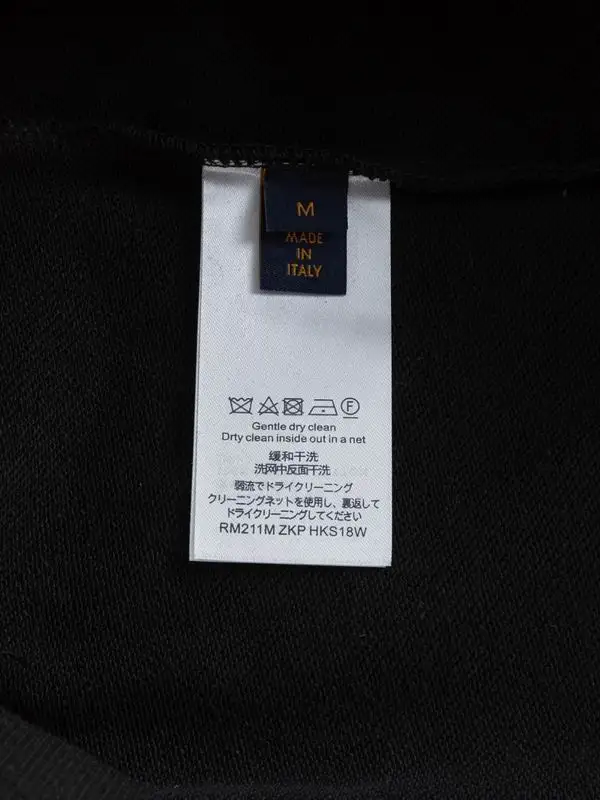 M
MADE
IN
ITALY
F
Gentle dry clean
Drty clean inside out in a net
缓和干洗
洗网中反面干洗
弱流でドライクリーニング
クリーニングネットを使用し、裏返して
ドライクリーニングしてください
RM211M ZKP HKS18W